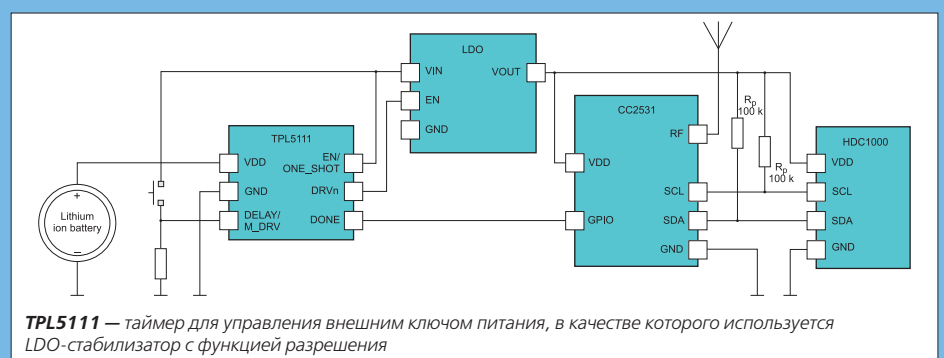 LDO
VIN
VOUT
EN
GND
TPL5111
VDD
EN/
ONE_SHOT
GND
DRVn
DELAY/
M_DRV
DONE
+
Lithium
ion battery
–
CC2531
RF
VDD
SCL
GPIO
SDA
GND
Rp
100 k
Rp
100 k
HDC1000
VDD
SCL
SDA
GND
TPL5111 — таймер для управления внешним ключом питания, в качестве которого используется
LDO-стабилизатор с функцией разрешения